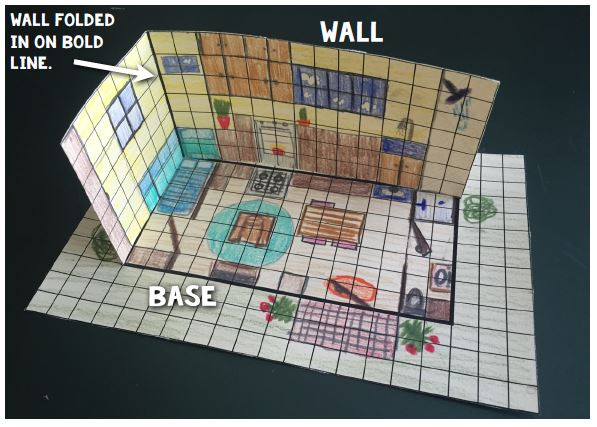 WALL FOLDED
IN ON BOLD
LINE.
WALL
BASE